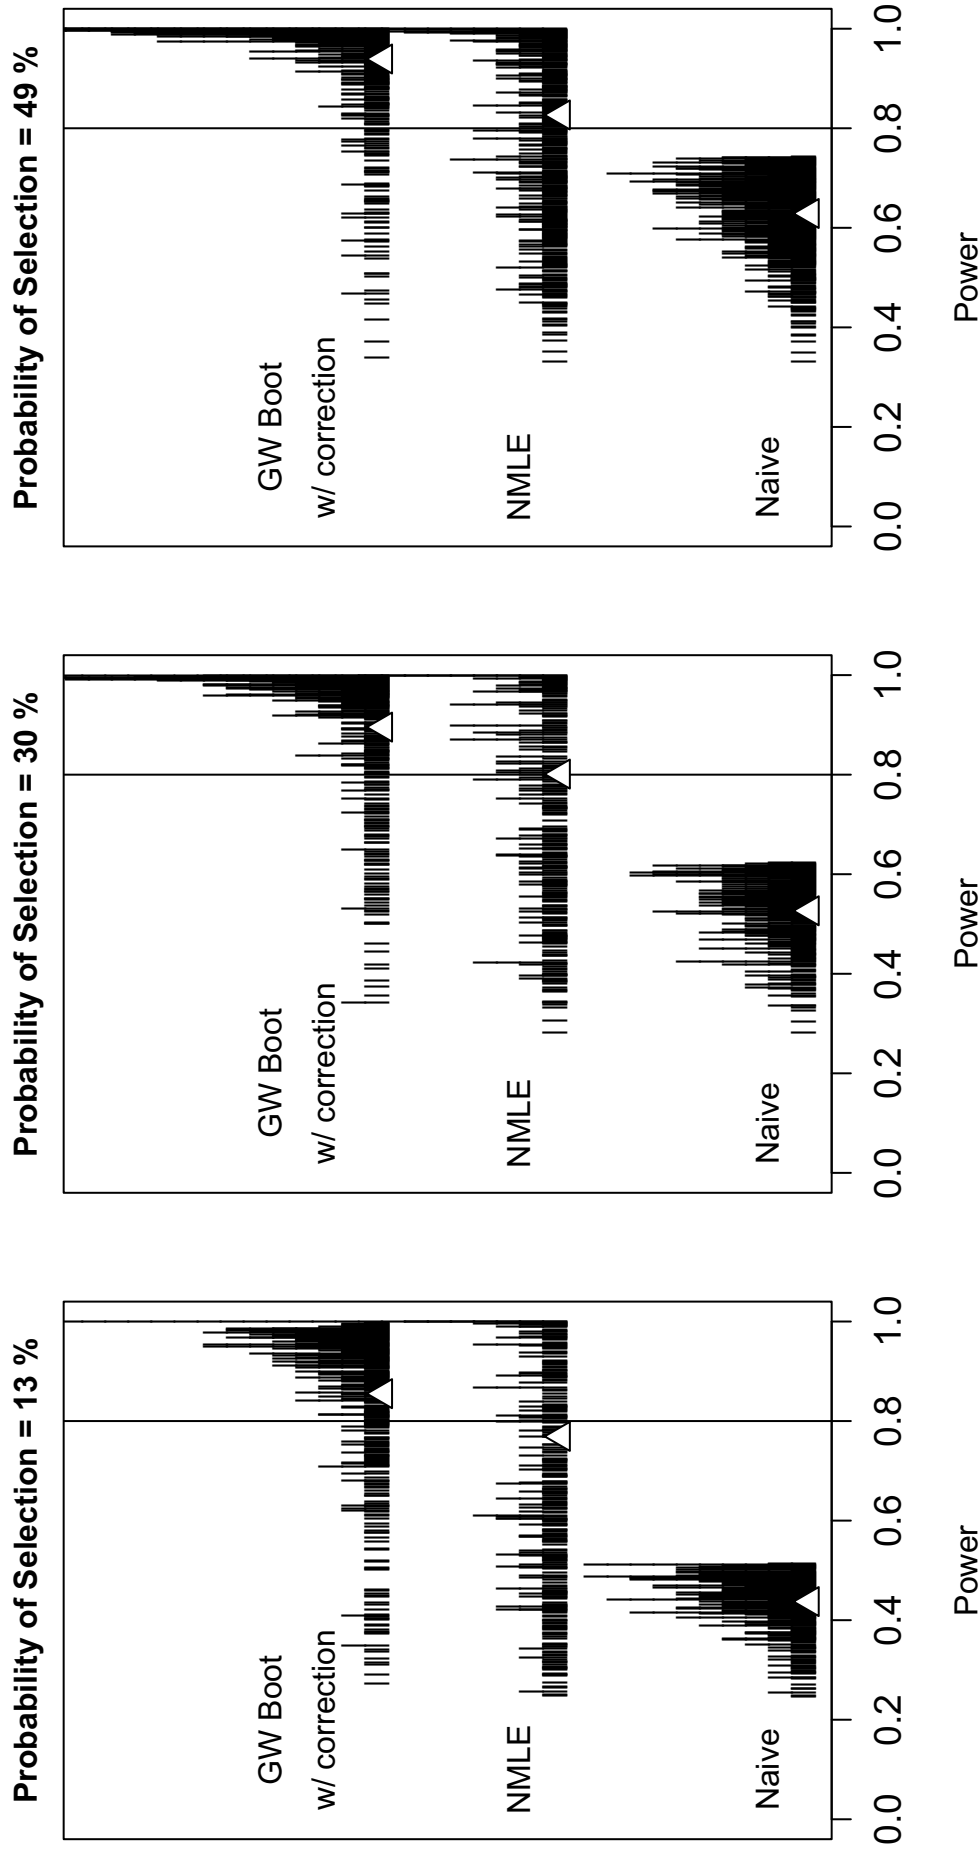 Probability of Selection = 13 %
GW Boot
w/ correction
NMLE
Naive
0.0 0.2 0.4 0.6 0.8 1.0
Power
Probability of Selection = 30 %
GW Boot
w/ correction
NMLE
Naive
0.0 0.2 0.4 0.6 0.8 1.0
Power
Probability of Selection = 49 %
GW Boot
w/ correction
NMLE
Naive
0.0 0.2 0.4 0.6 0.8 1.0
Power